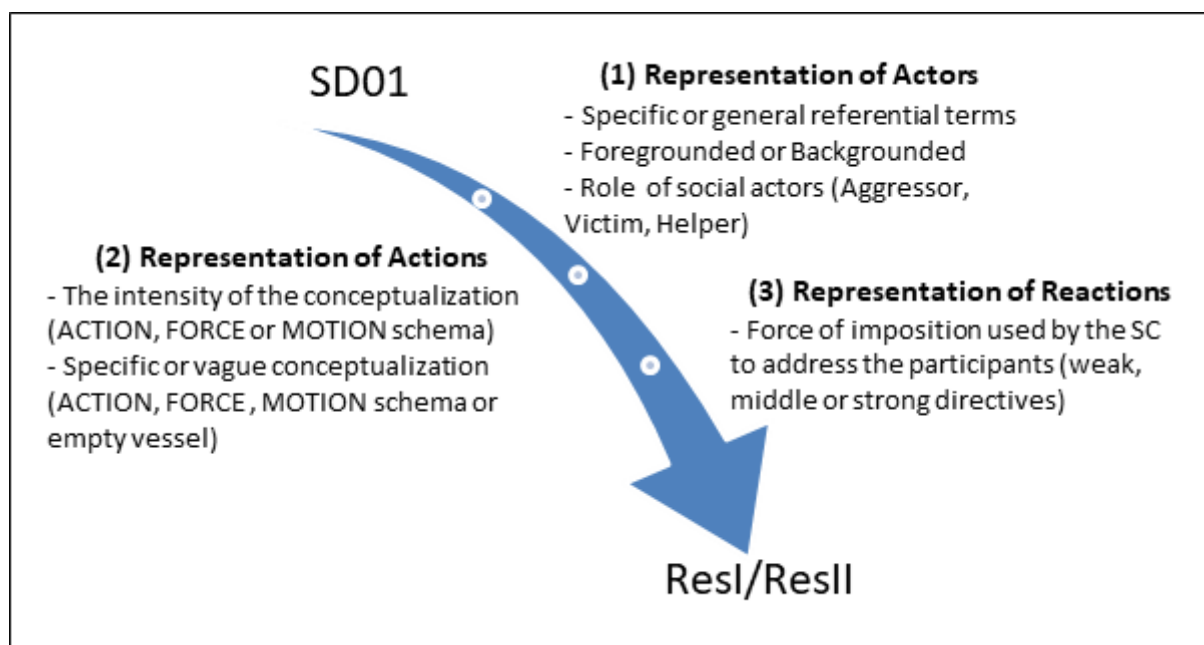 SD01
(1) Representation of Actors
- Specific or general referential terms
- Foregrounded or Backgrounded
- Role of social actors (Aggressor,
Victim, Helper)
(2) Representation of Actions
- The intensity of the conceptualization
(ACTION, FORCE or MOTION schema)
- Specific or vague conceptualization
(ACTION, FORCE , MOTION schema or
empty vessel)
(3) Representation of Reactions
- Force of imposition used by the SC
to address the participants (weak,
middle or strong directives)
ResI/ResII